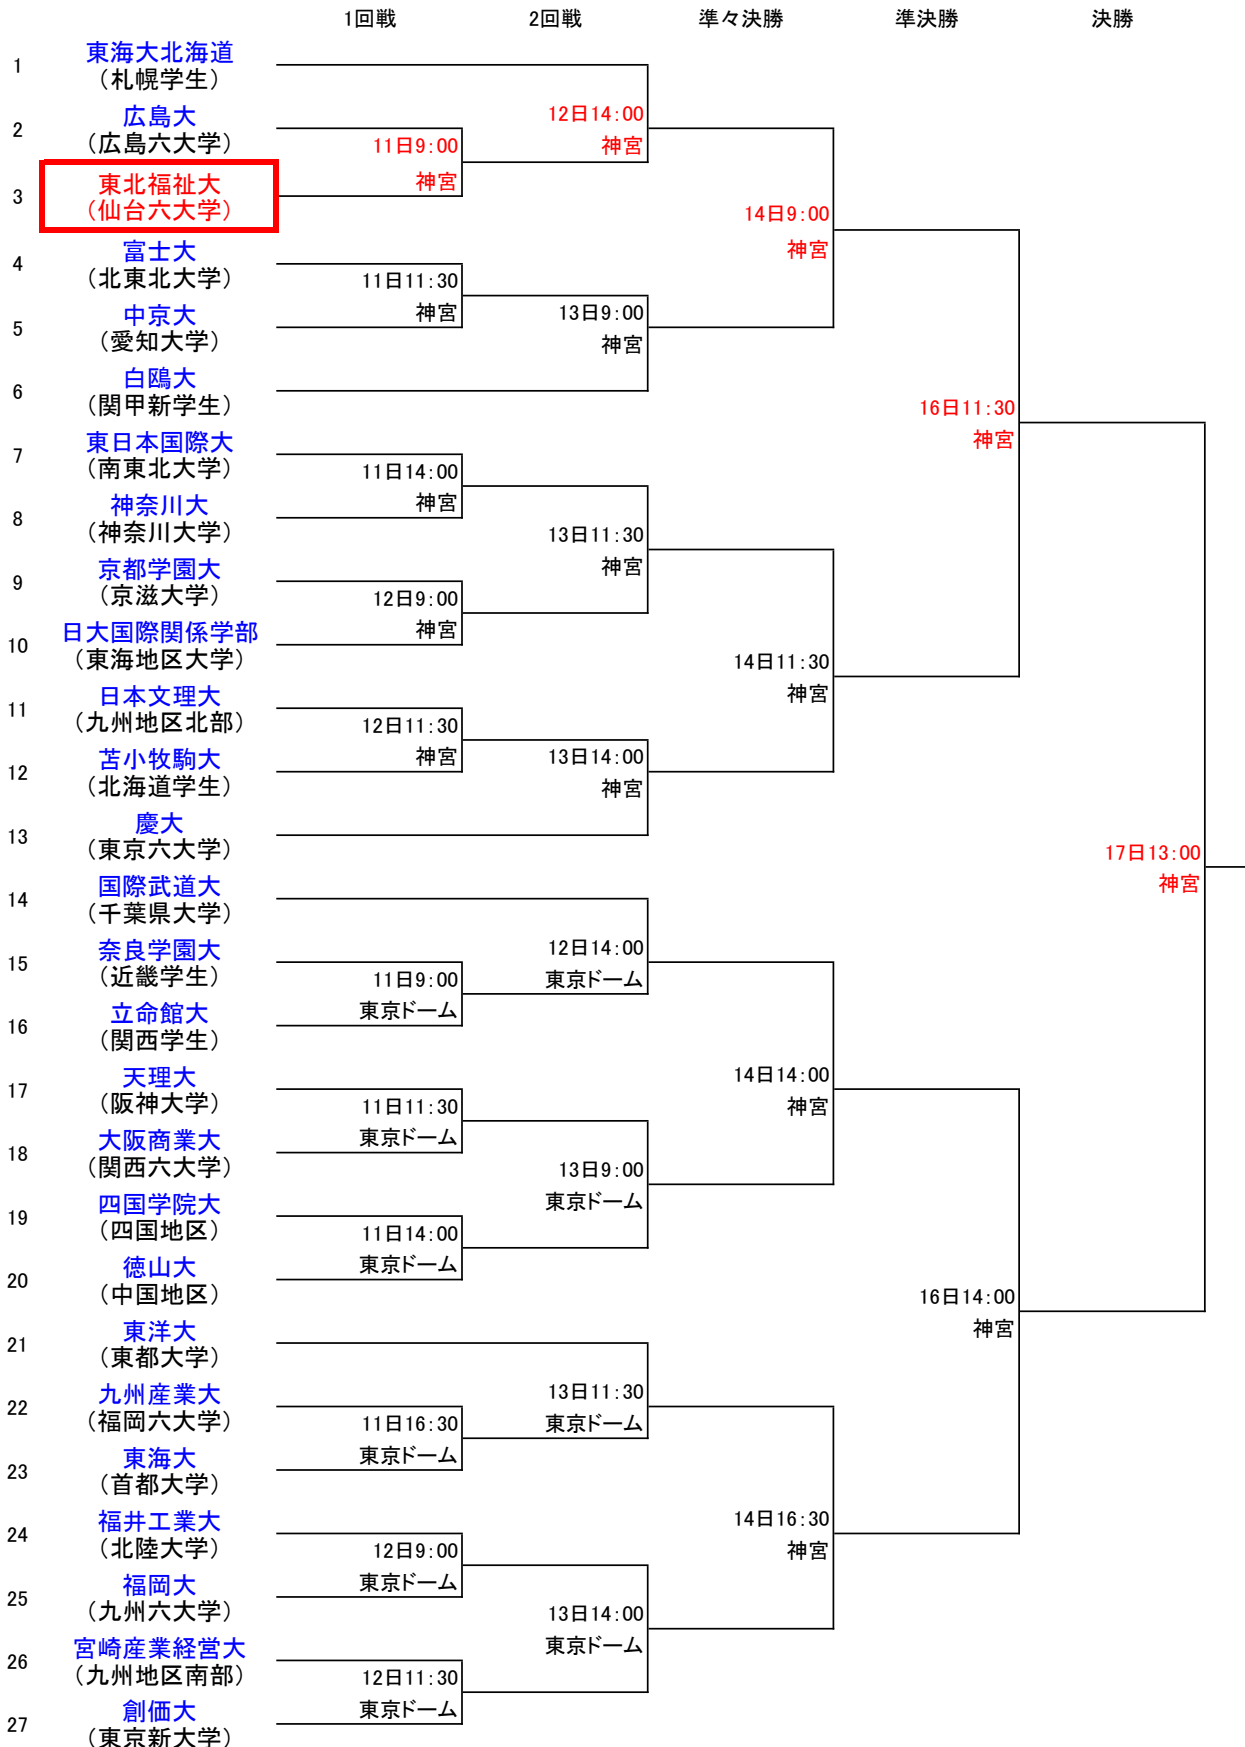 1回戦 2回戦 準々決勝 準決勝 決勝
1 東海大北海道
（札幌学生）
2 広島大
（広島六大学）
3 東北福祉大
（仙台六大学）
4 富士大
（北東北大学）
5 中京大
（愛知大学）
6 白鴎大
（関甲新学生）
7 東日本国際大
（南東北大学）
8 神奈川大
（神奈川大学）
9 京都学園大
（京滋大学）
10 日大国際関係学部
（東海地区大学）
11 日本文理大
（九州地区北部）
12 苫小牧駒大
（北海道学生）
13 慶大
（東京六大学）
14 国際武道大
（千葉県大学）
15 奈良学園大
（近畿学生）
16 立命館大
（関西学生）
17 天理大
（阪神大学）
18 大阪商業大
（関西六大学）
19 四国学院大
（四国地区）
20 徳山大
（中国地区）
21 東洋大
（東都大学）
22 九州産業大
（福岡六大学）
23 東海大
（首都大学）
24 福井工業大
（北陸大学）
25 福岡大
（九州六大学）
26 宮崎産業経営大
（九州地区南部）
27 創価大
（東京新大学）
11日9:00
神宮
11日11:30
神宮
11日14:00
神宮
12日9:00
神宮
12日11:30
神宮
11日9:00
東京ドーム
11日11:30
東京ドーム
11日14:00
東京ドーム
11日16:30
東京ドーム
12日9:00
東京ドーム
12日11:30
東京ドーム
12日14:00
神宮
13日9:00
神宮
13日11:30
神宮
13日14:00
神宮
12日14:00
東京ドーム
13日9:00
東京ドーム
13日11:30
東京ドーム
13日14:00
東京ドーム
14日9:00
神宮
14日11:30
神宮
14日14:00
神宮
14日16:30
神宮
16日11:30
神宮
16日14:00
神宮
17日13:00
神宮